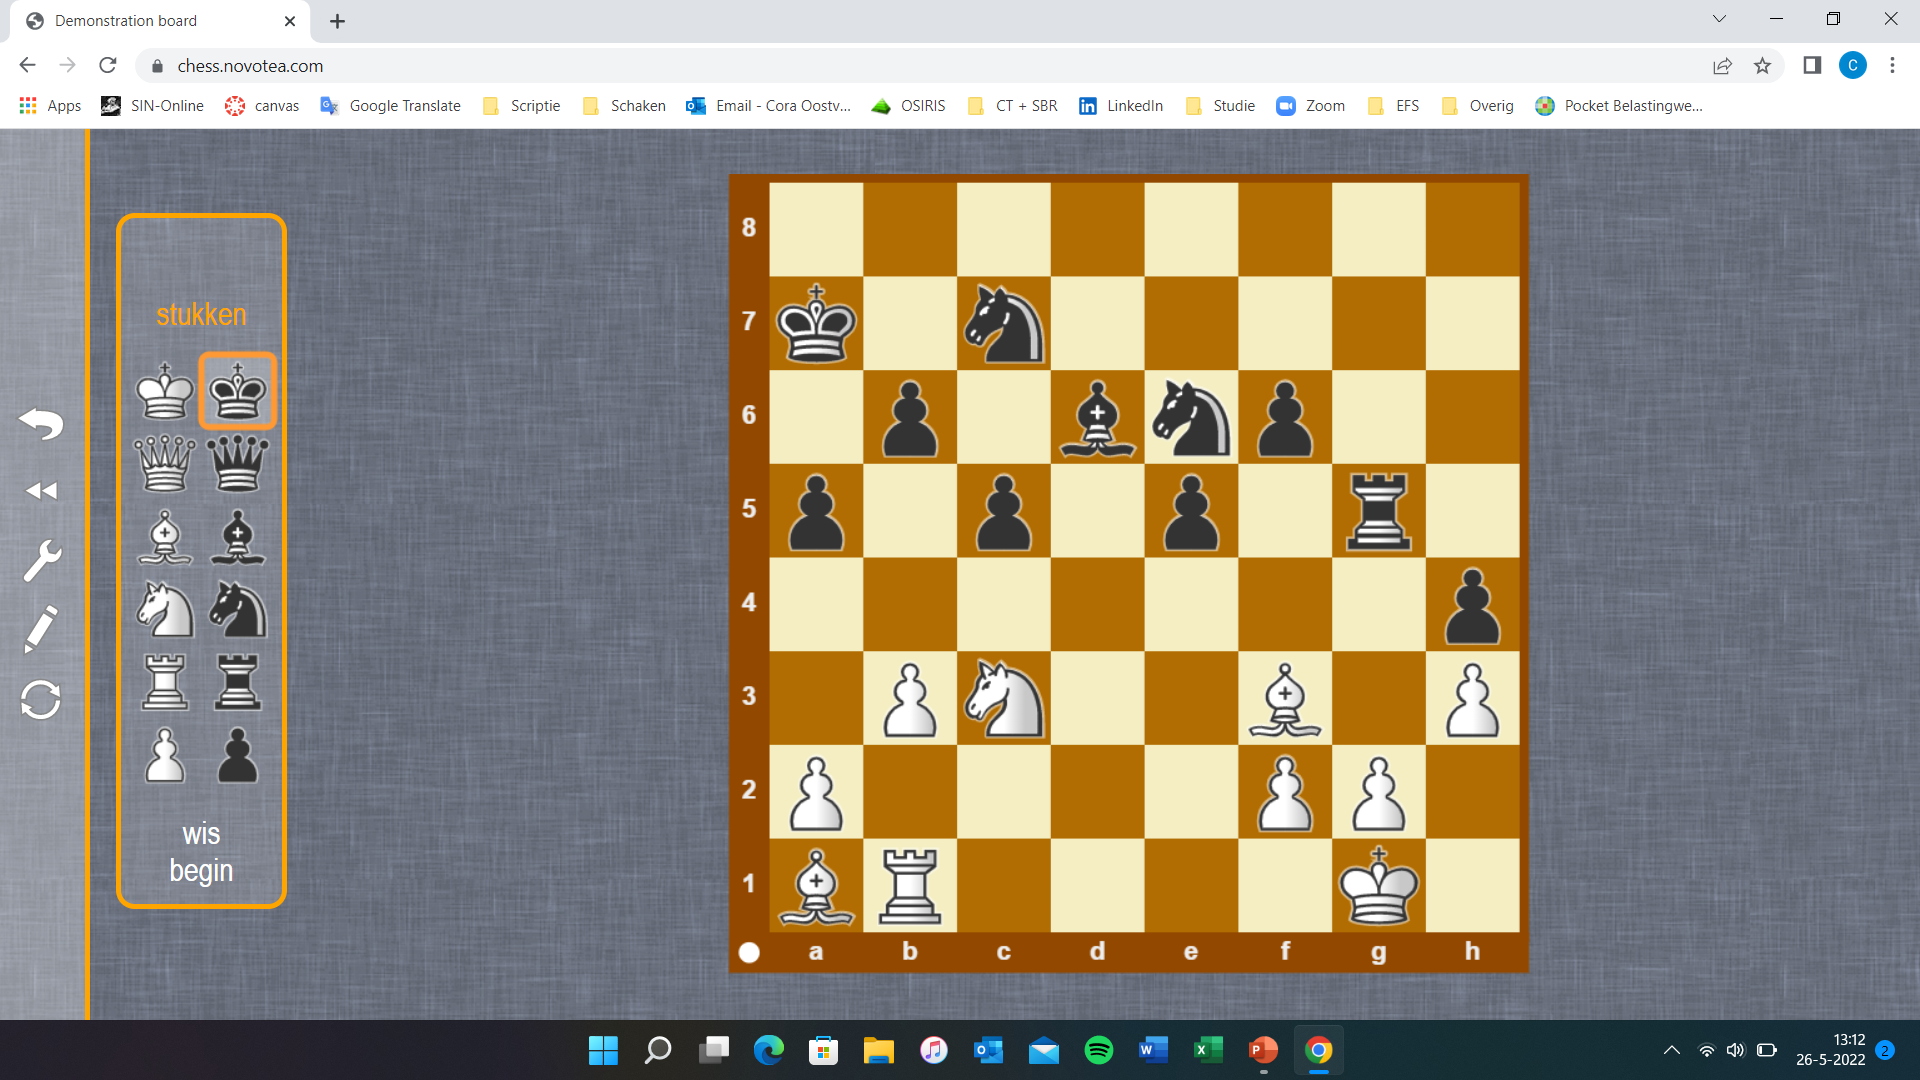 Demonstration board
chess.novotea.com
C
Apps
SIN-Online
canvas
Google Translate
Scriptie
Schaken
Email - Cora Oostv...
OSIRIS
CT + SBR
LinkedIn
Studie
Zoom
EFS
Overig
Pocket Belastingwe...
stukken
wis
begin
8
7
6
5
4
3
2
1
a b c d e f g h
13:12
26-5-2022
2